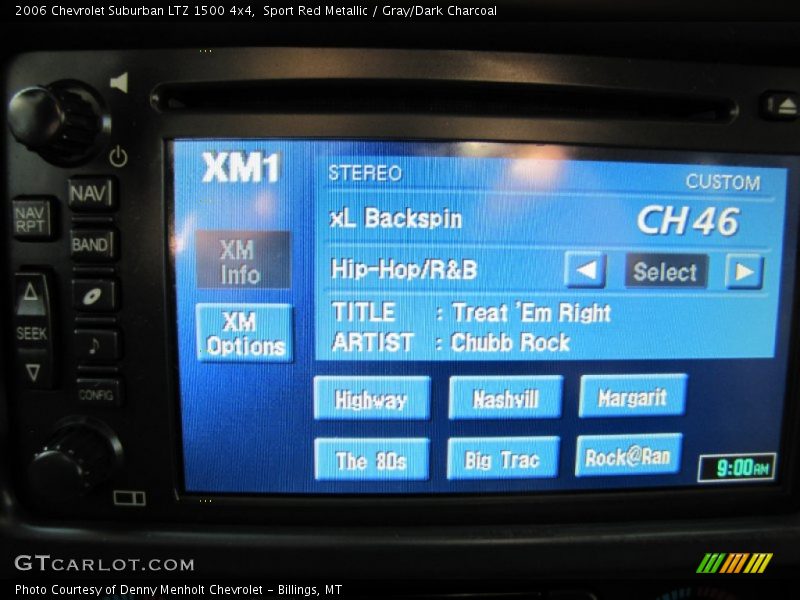 2006 Chevrolet Suburban LTZ 1500 4x4, Sport Red Metallic / Gray/Dark Charcoal
XM1
STEREO
CUSTOM
xL Backspin
CH 46
NAV
NAV RPT
BAND
XM Info
Hip-Hop/R&B
◀ Select ▶
TITLE : Treat 'Em Right
ARTIST : Chubb Rock
SEEK
XM Options
CONFIG
Highway
Nashvill
Margarit
The 80s
Big Trac
Rock@Ran
9:00AM
GTCARLOT.COM
Photo Courtesy of Denny Menholt Chevrolet - Billings, MT